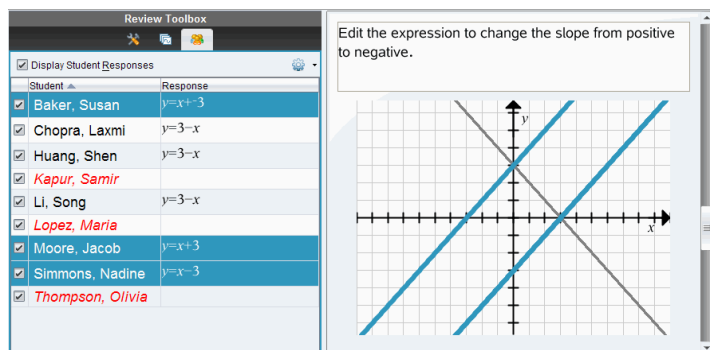 Review Toolbox
Display Student Responses
Student Response
Baker, Susan y=x+⁻3
Chopra, Laxmi y=3−x
Huang, Shen y=3−x
Kapur, Samir
Li, Song y=3−x
Lopez, Maria
Moore, Jacob y=x+3
Simmons, Nadine y=x−3
Thompson, Olivia
Edit the expression to change the slope from positive
to negative.
y
x